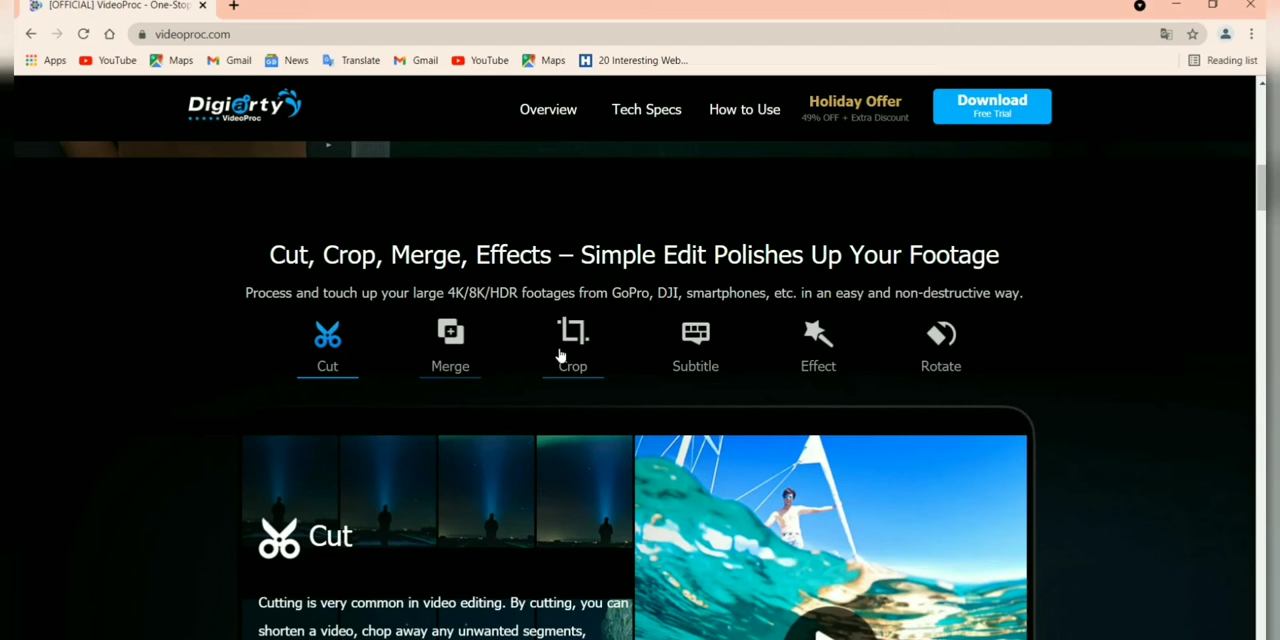 [OFFICIAL] VideoProc - One-Stop
videoproc.com
Apps YouTube Maps Gmail News Translate Gmail YouTube Maps 20 Interesting Web... Reading list
Digiarty
VideoProc
Overview Tech Specs How to Use Holiday Offer Download
49% OFF + Extra Discount Free Trial
Cut, Crop, Merge, Effects – Simple Edit Polishes Up Your Footage
Process and touch up your large 4K/8K/HDR footages from GoPro, DJI, smartphones, etc. in an easy and non-destructive way.
Cut Merge Crop Subtitle Effect Rotate
Cut
Cutting is very common in video editing. By cutting, you can
shorten a video, chop away any unwanted segments,